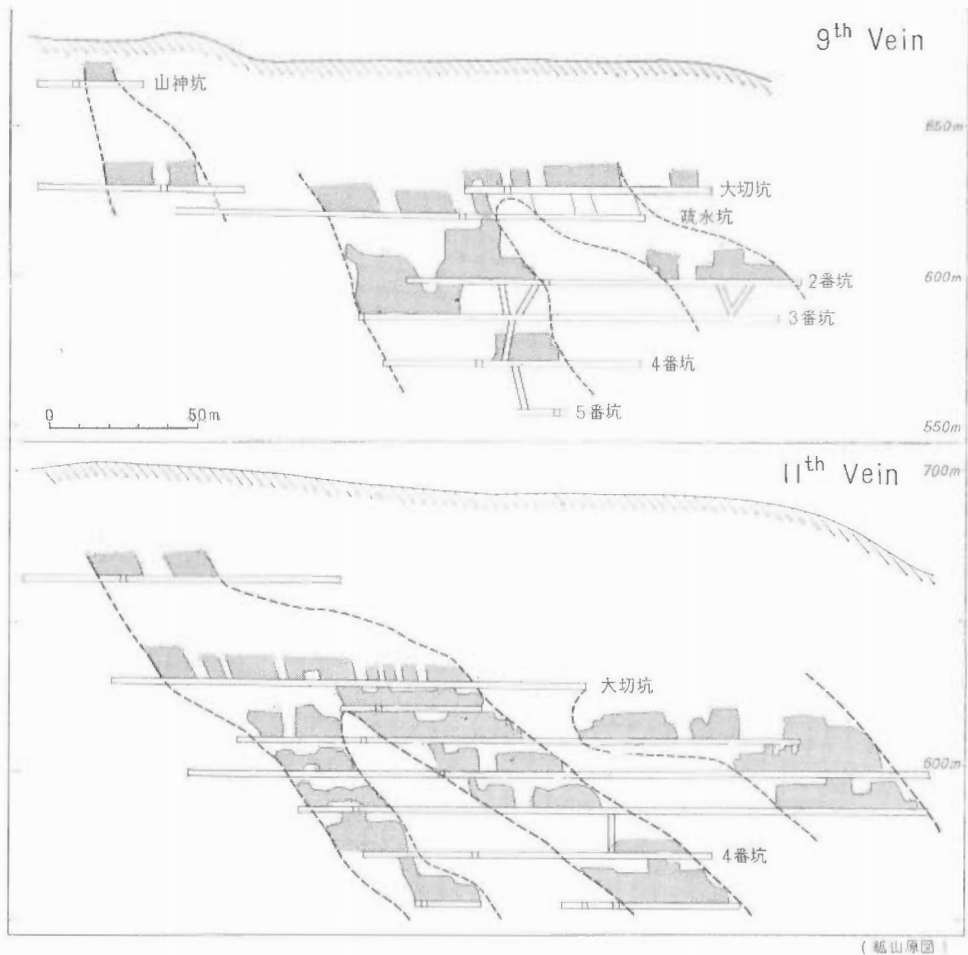 9th Vein
山神坑
650m
大切坑
疏水坑
600m
2番坑
3番坑
4番坑
0 50m
5番坑
550m
11th Vein
700m
大切坑
600m
4番坑
(鉱山原図)